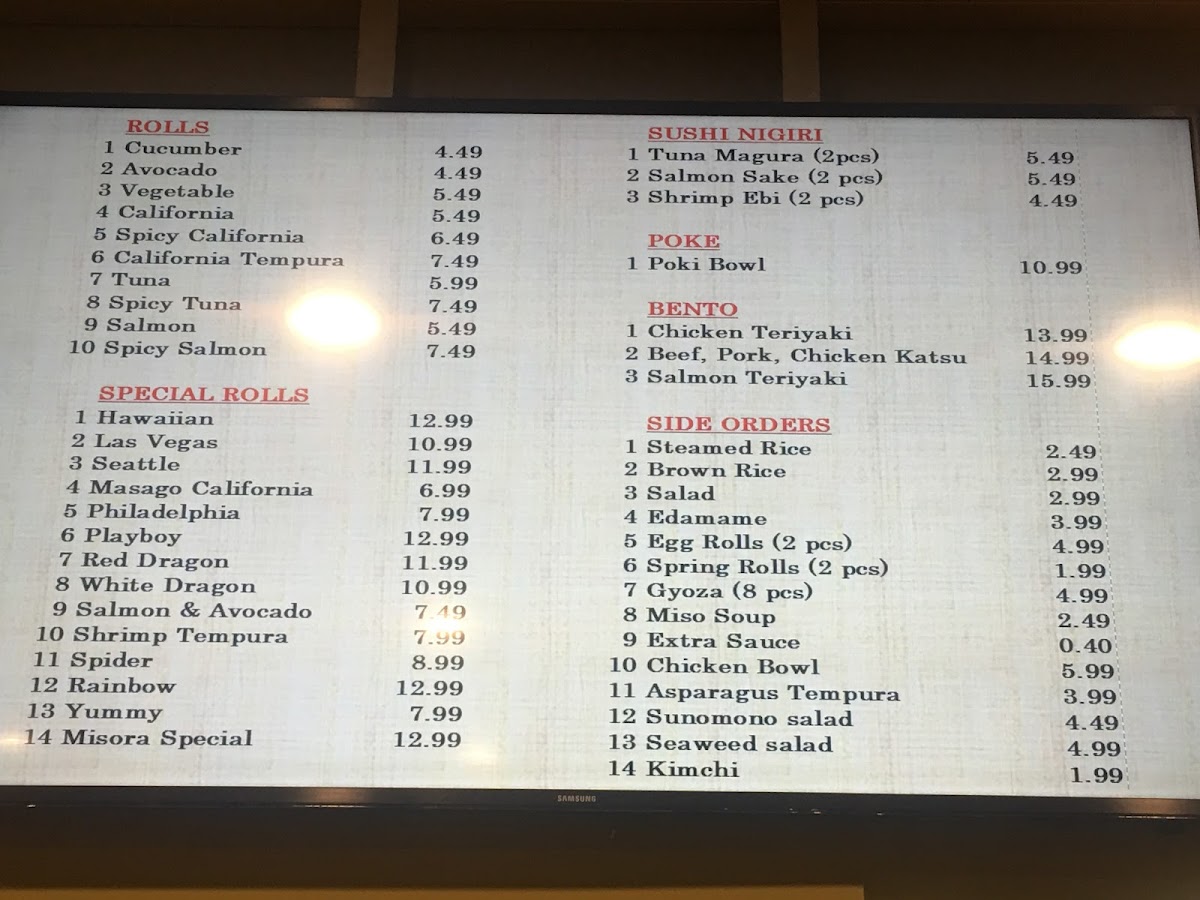 ROLLS
1 Cucumber 4.49
2 Avocado 4.49
3 Vegetable 5.49
4 California 5.49
5 Spicy California 6.49
6 California Tempura 7.49
7 Tuna 5.99
8 Spicy Tuna 7.49
9 Salmon 5.49
10 Spicy Salmon 7.49
SPECIAL ROLLS
1 Hawaiian 12.99
2 Las Vegas 10.99
3 Seattle 11.99
4 Masago California 6.99
5 Philadelphia 7.99
6 Playboy 12.99
7 Red Dragon 11.99
8 White Dragon 10.99
9 Salmon & Avocado 7.49
10 Shrimp Tempura 7.99
11 Spider 8.99
12 Rainbow 12.99
13 Yummy 7.99
14 Misora Special 12.99
SUSHI NIGIRI
1 Tuna Magura (2pcs) 5.49
2 Salmon Sake (2 pcs) 5.49
3 Shrimp Ebi (2 pcs) 4.49
POKE
1 Poki Bowl 10.99
BENTO
1 Chicken Teriyaki 13.99
2 Beef, Pork, Chicken Katsu 14.99
3 Salmon Teriyaki 15.99
SIDE ORDERS
1 Steamed Rice 2.49
2 Brown Rice 2.99
3 Salad 2.99
4 Edamame 3.99
5 Egg Rolls (2 pcs) 4.99
6 Spring Rolls (2 pcs) 1.99
7 Gyoza (8 pcs) 4.99
8 Miso Soup 2.49
9 Extra Sauce 0.40
10 Chicken Bowl 5.99
11 Asparagus Tempura 3.99
12 Sunomono salad 4.49
13 Seaweed salad 4.99
14 Kimchi 1.99
SAMSUNG